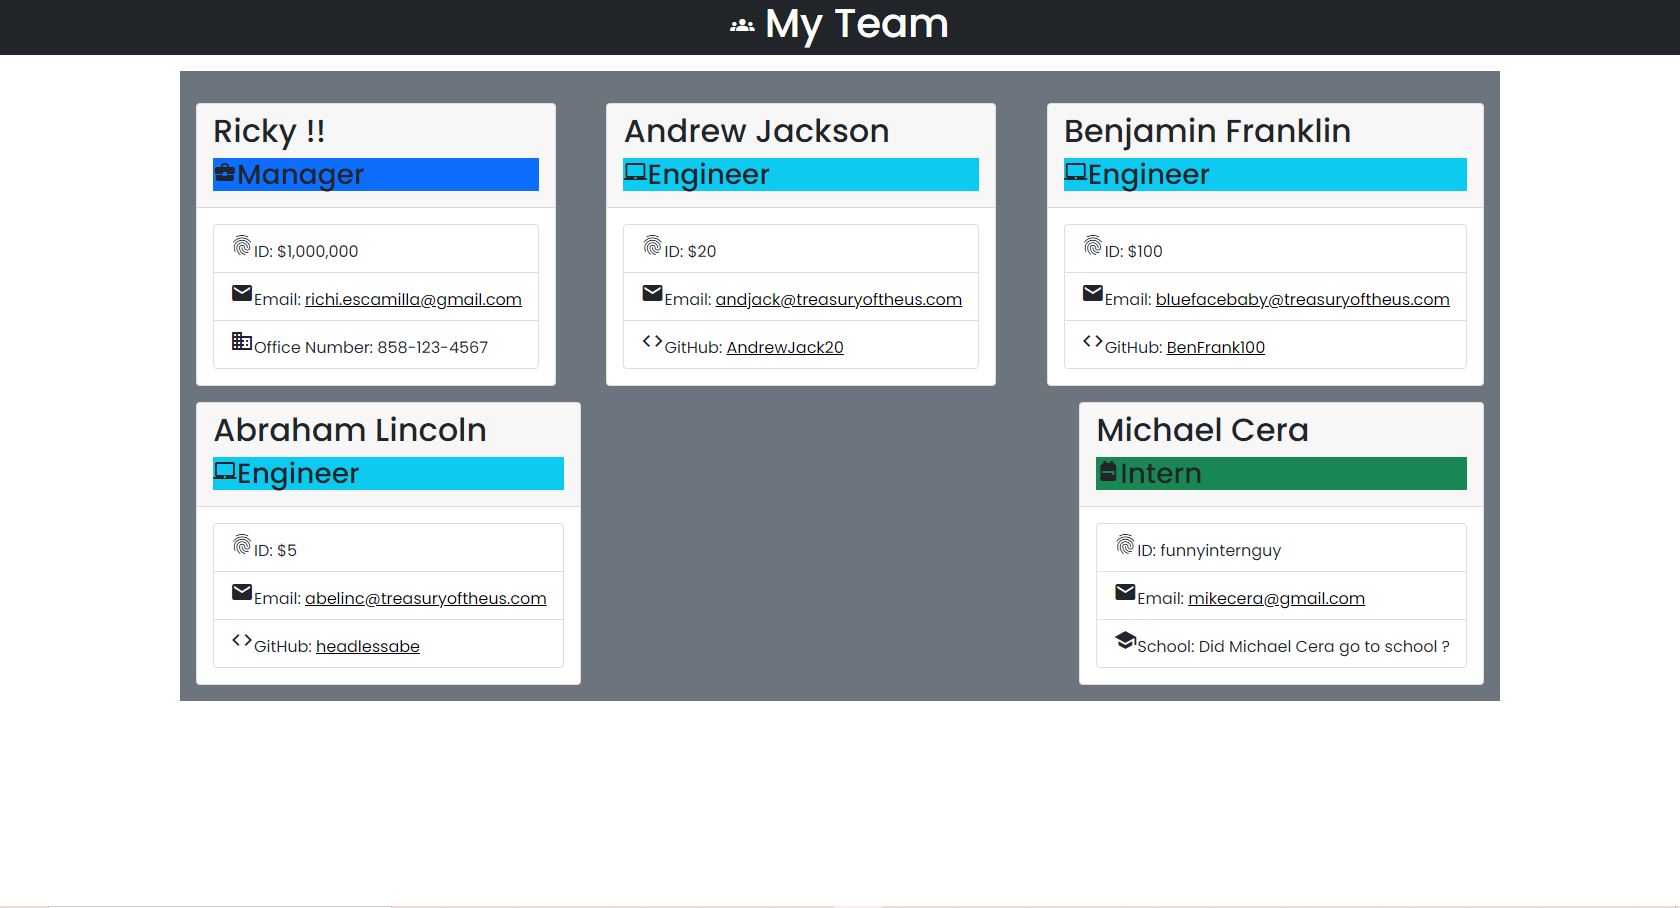 My Team
Ricky !!
Manager
ID: $1,000,000
Email: richi.escamilla@gmail.com
Office Number: 858-123-4567
Andrew Jackson
Engineer
ID: $20
Email: andjack@treasuryoftheus.com
GitHub: AndrewJack20
Benjamin Franklin
Engineer
ID: $100
Email: bluefacebaby@treasuryoftheus.com
GitHub: BenFrank100
Abraham Lincoln
Engineer
ID: $5
Email: abelinc@treasuryoftheus.com
GitHub: headlessabe
Michael Cera
Intern
ID: funnyinternguy
Email: mikecera@gmail.com
School: Did Michael Cera go to school ?